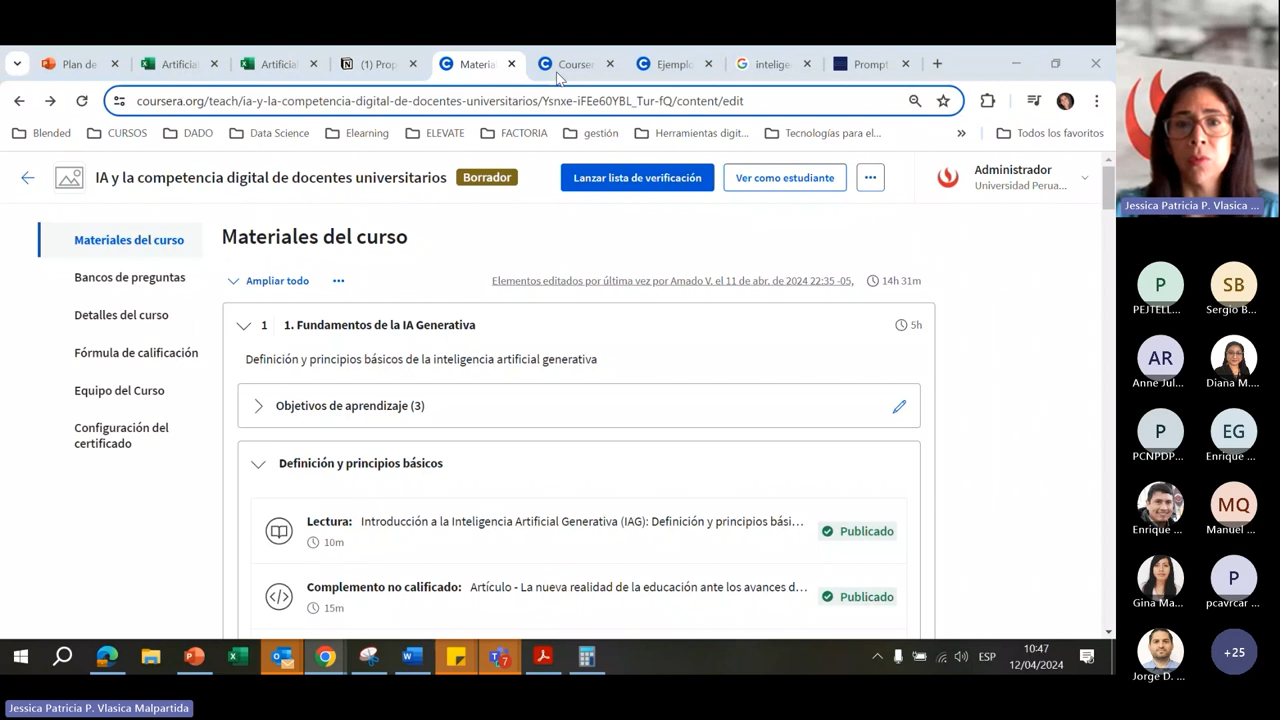 Plan de
Artificial
Artificial
(1) Prop
Materia
Courser
Ejemplo
intelige
Prompt
coursera.org/teach/ia-y-la-competencia-digital-de-docentes-universitarios/Ysnxe-iFEe60YBL_Tur-fQ/content/edit
Blended
CURSOS
DADO
Data Science
Elearning
ELEVATE
FACTORIA
gestión
Herramientas digit...
Tecnologías para el...
»
Todos los favoritos
IA y la competencia digital de docentes universitarios
Borrador
Lanzar lista de verificación
Ver como estudiante
...
Administrador
Universidad Perua...
Materiales del curso
Bancos de preguntas
Detalles del curso
Fórmula de calificación
Equipo del Curso
Configuración del
certificado
Materiales del curso
Ampliar todo
...
Elementos editados por última vez por Amado V. el 11 de abr. de 2024 22:35 -05,
14h 31m
1
1. Fundamentos de la IA Generativa
5h
Definición y principios básicos de la inteligencia artificial generativa
Objetivos de aprendizaje (3)
Definición y principios básicos
Lectura: Introducción a la Inteligencia Artificial Generativa (IAG): Definición y principios bási...
Publicado
10m
Complemento no calificado: Artículo - La nueva realidad de la educación ante los avances d...
Publicado
15m
ESP
10:47
12/04/2024
Jessica Patricia P. Vlasica Malpartida
Jessica Patricia P. Vlasica ...
P
PEJTELL...
SB
Sergio B...
AR
Anne Jul...
Diana M....
P
PCNPDP...
EG
Enrique ...
Enrique ...
MQ
Manuel ...
Gina Ma...
P
pcavrcar ...
Jorge D. ...
+25